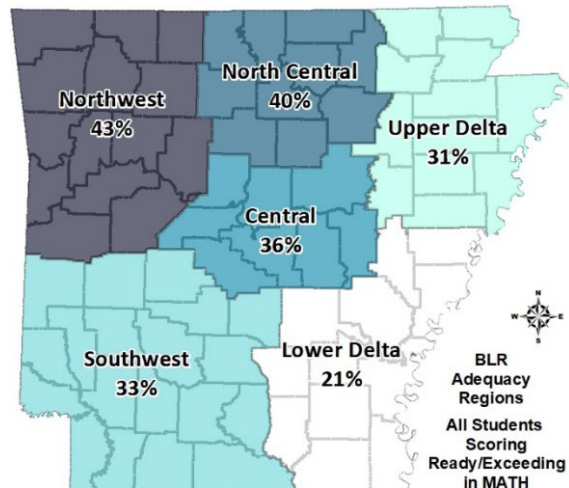 North Central
40%
Northwest
43%
Upper Delta
31%
Central
36%
N
W
E
S
Lower Delta
21%
Southwest
33%
BLR
Adequacy
Regions
All Students
Scoring
Ready/Exceeding
in MATH